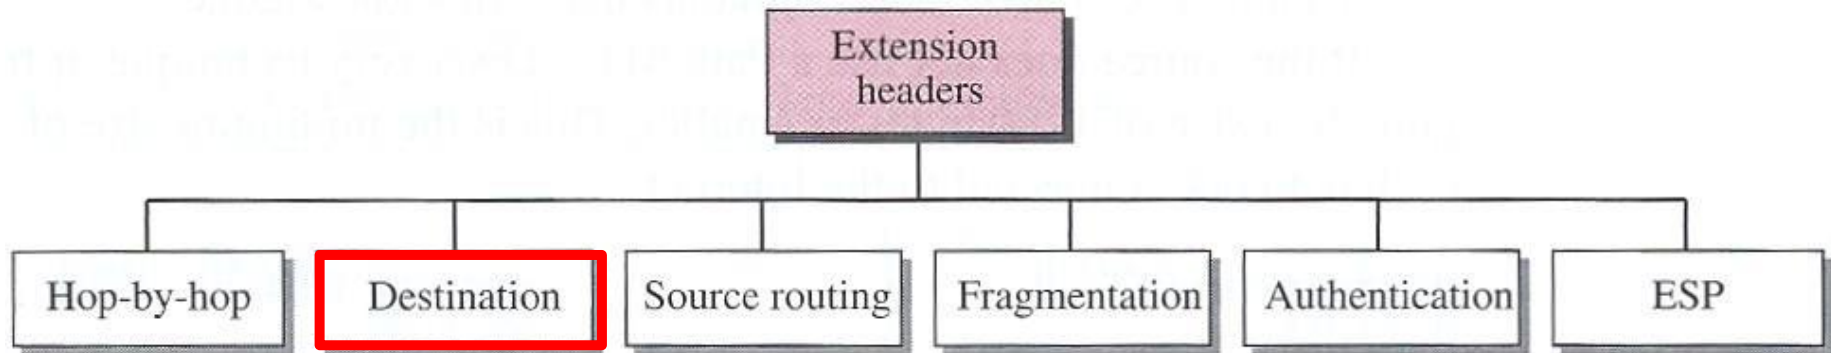 Extension
headers
Hop-by-hop
Destination
Source routing
Fragmentation
Authentication
ESP